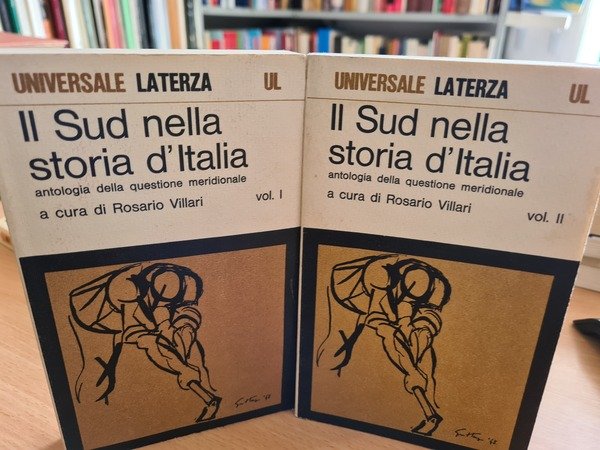 UNIVERSALE LATERZA UL
Il Sud nella
storia d'Italia
antologia della questione meridionale
a cura di Rosario Villari vol. I
UNIVERSALE LATERZA UL
Il Sud nella
storia d'Italia
antologia della questione meridionale
a cura di Rosario Villari
vol. II